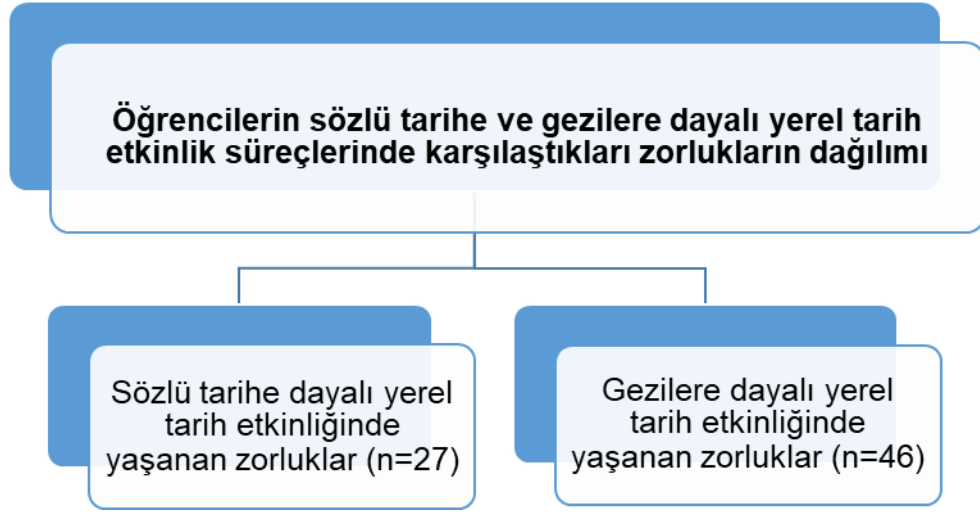 Öğrencilerin sözlü tarihe ve gezilere dayalı yerel tarih
etkinlik süreçlerinde karşılaştıkları zorlukların dağılımı
Sözlü tarihe dayalı yerel
tarih etkinliğinde
yaşanan zorluklar (n=27)
Gezilere dayalı yerel
tarih etkinliğinde
yaşanan zorluklar (n=46)